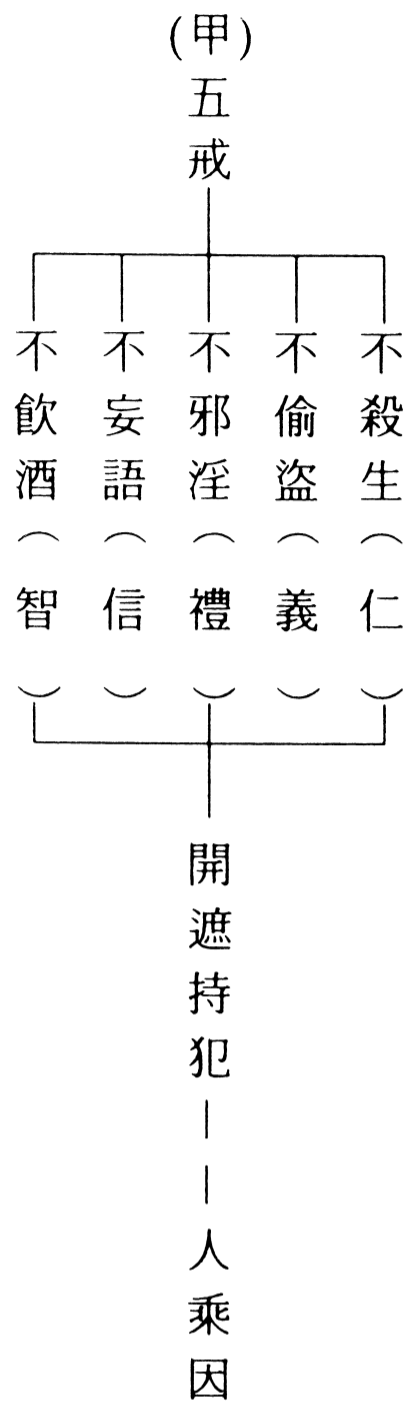 (甲)五戒
不殺生（仁）
不偷盜（義）
不邪淫（禮）
不妄語（信）
不飲酒（智）
開遮持犯——人乘因